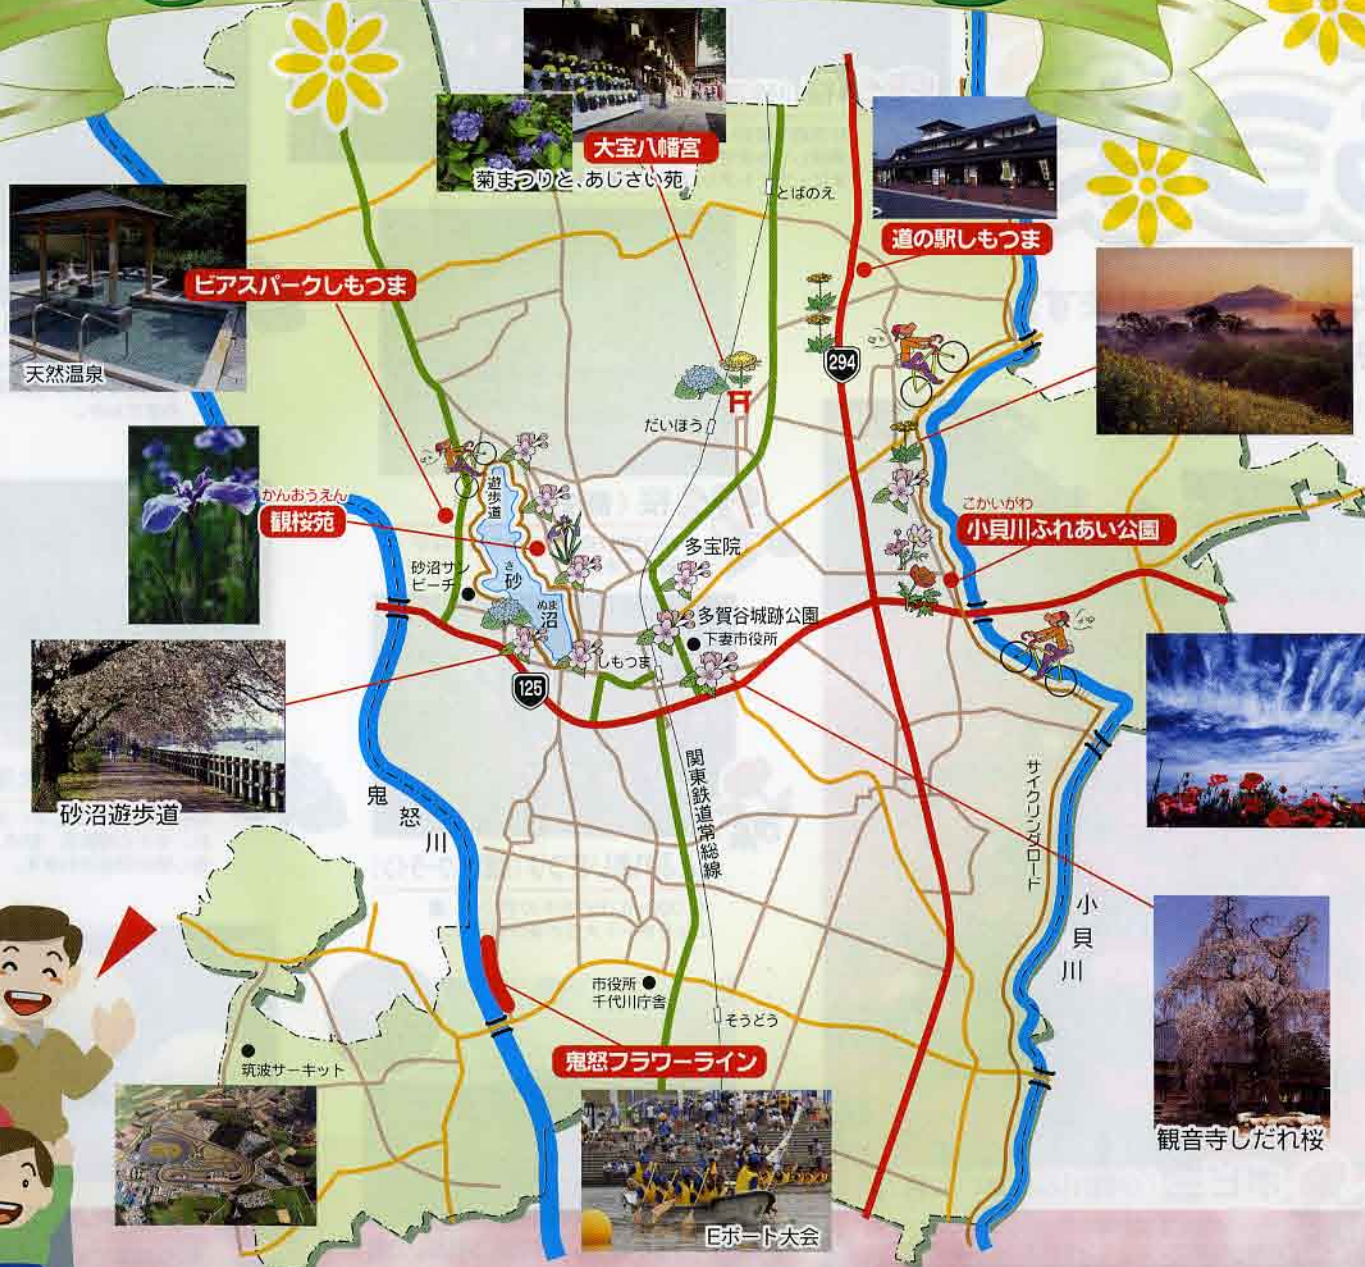 大宝八幡宮
菊まつりと、あじさい苑
とばのえ
道の駅しもつま
ビアスパークしもつま
天然温泉
294
だいほう
かんおうえん
観桜苑
遊歩道
こかいがわ
小貝川ふれあい公園
多宝院
砂沼サン
ビーチ
さ
砂
ぬま
沼
多賀谷城跡公園
下妻市役所
しもつま
125
砂沼遊歩道
関東鉄道常総線
サイクリングロード
鬼怒川
小貝川
市役所
千代川庁舎
そうどう
筑波サーキット
鬼怒フラワーライン
Eボート大会
観音寺しだれ桜